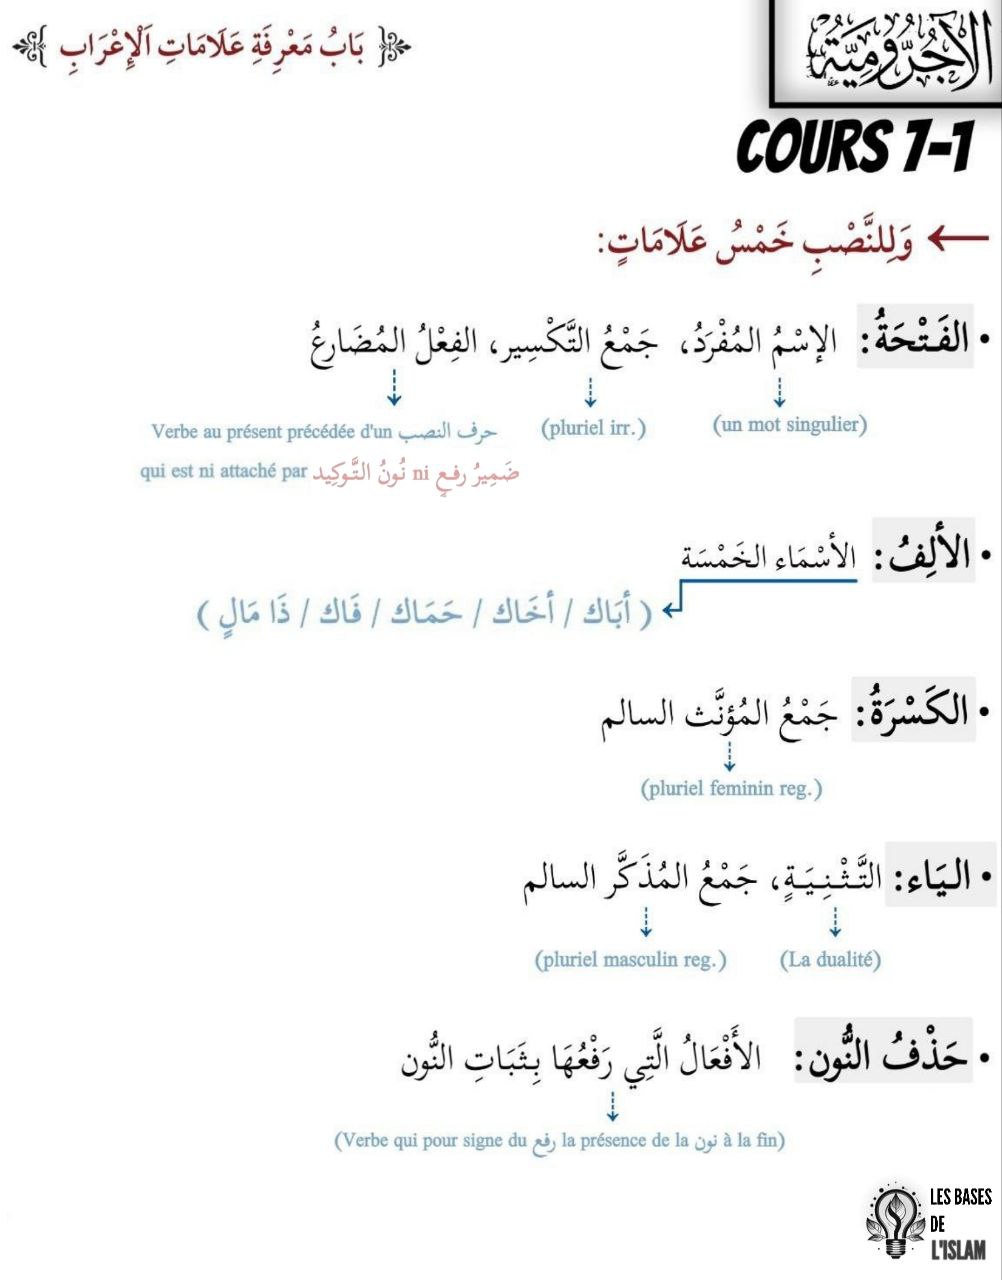 بَابُ مَعْرِفَةِ عَلَامَاتِ اَلْإِعْرَابِ
الآجُرُّومِيَّة
COURS 7-1
وَلِلنَّصْبِ خَمْسُ عَلَامَاتٍ:
• الفَتْحَةُ: الإسْمُ المُفْرَدُ، جَمْعُ التَّكْسِير، الفِعْلُ المُضَارعُ
(un mot singulier) (pluriel irr.) Verbe au présent précédée d'un حرف النصب
qui est ni attaché par ضَمِيرُ رفعٍ ni نُونُ التَّوكِيد
• الألِفُ: الأسْمَاء الخَمْسَة
( أبَاك / أخَاك / حَمَاك / فَاك / ذَا مَالٍ )
• الكَسْرَةُ: جَمْعُ المُؤنَّث السالم
(pluriel feminin reg.)
• اليَاء: التَّثْنِيَةٍ، جَمْعُ المُذَكَّر السالم
(La dualité) (pluriel masculin reg.)
• حَذْفُ النُّون: الأَفْعَالُ الَّتِي رَفْعُهَا بِثَبَاتِ النُّون
(Verbe qui pour signe du رفع la présence de la نون à la fin)
LES BASES
DE
L'ISLAM